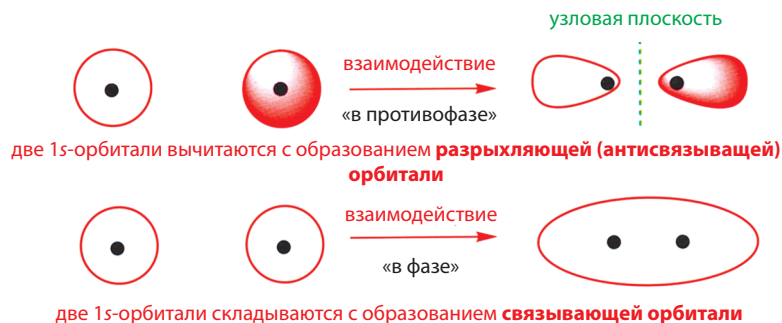 узловая плоскость
взаимодействие
«в противофазе»
две 1s-орбитали вычитаются с образованием разрыхляющей (антисвязыващей)
орбитали
взаимодействие
«в фазе»
две 1s-орбитали складываются с образованием связывающей орбитали